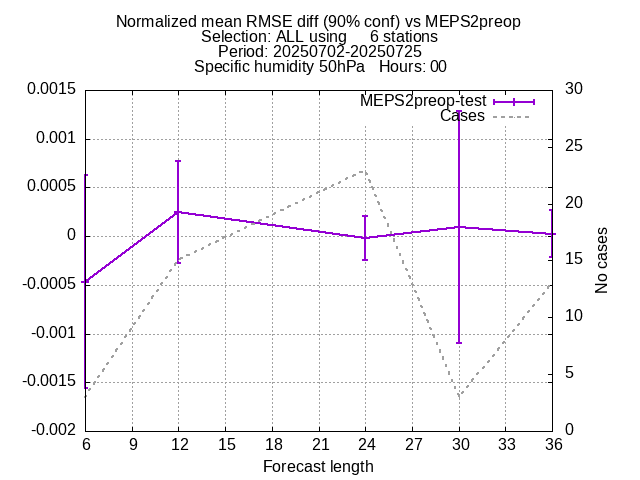 Normalized mean RMSE diff (90% conf) vs MEPS2preop
Selection: ALL using 6 stations
Period: 20250702-20250725
Specific humidity 50hPa Hours: 00
MEPS2preop-test
Cases
0.0015
0.001
0.0005
0
-0.0005
-0.001
-0.0015
-0.002
30
25
20
15
10
5
0
No cases
6 9 12 15 18 21 24 27 30 33 36
Forecast length